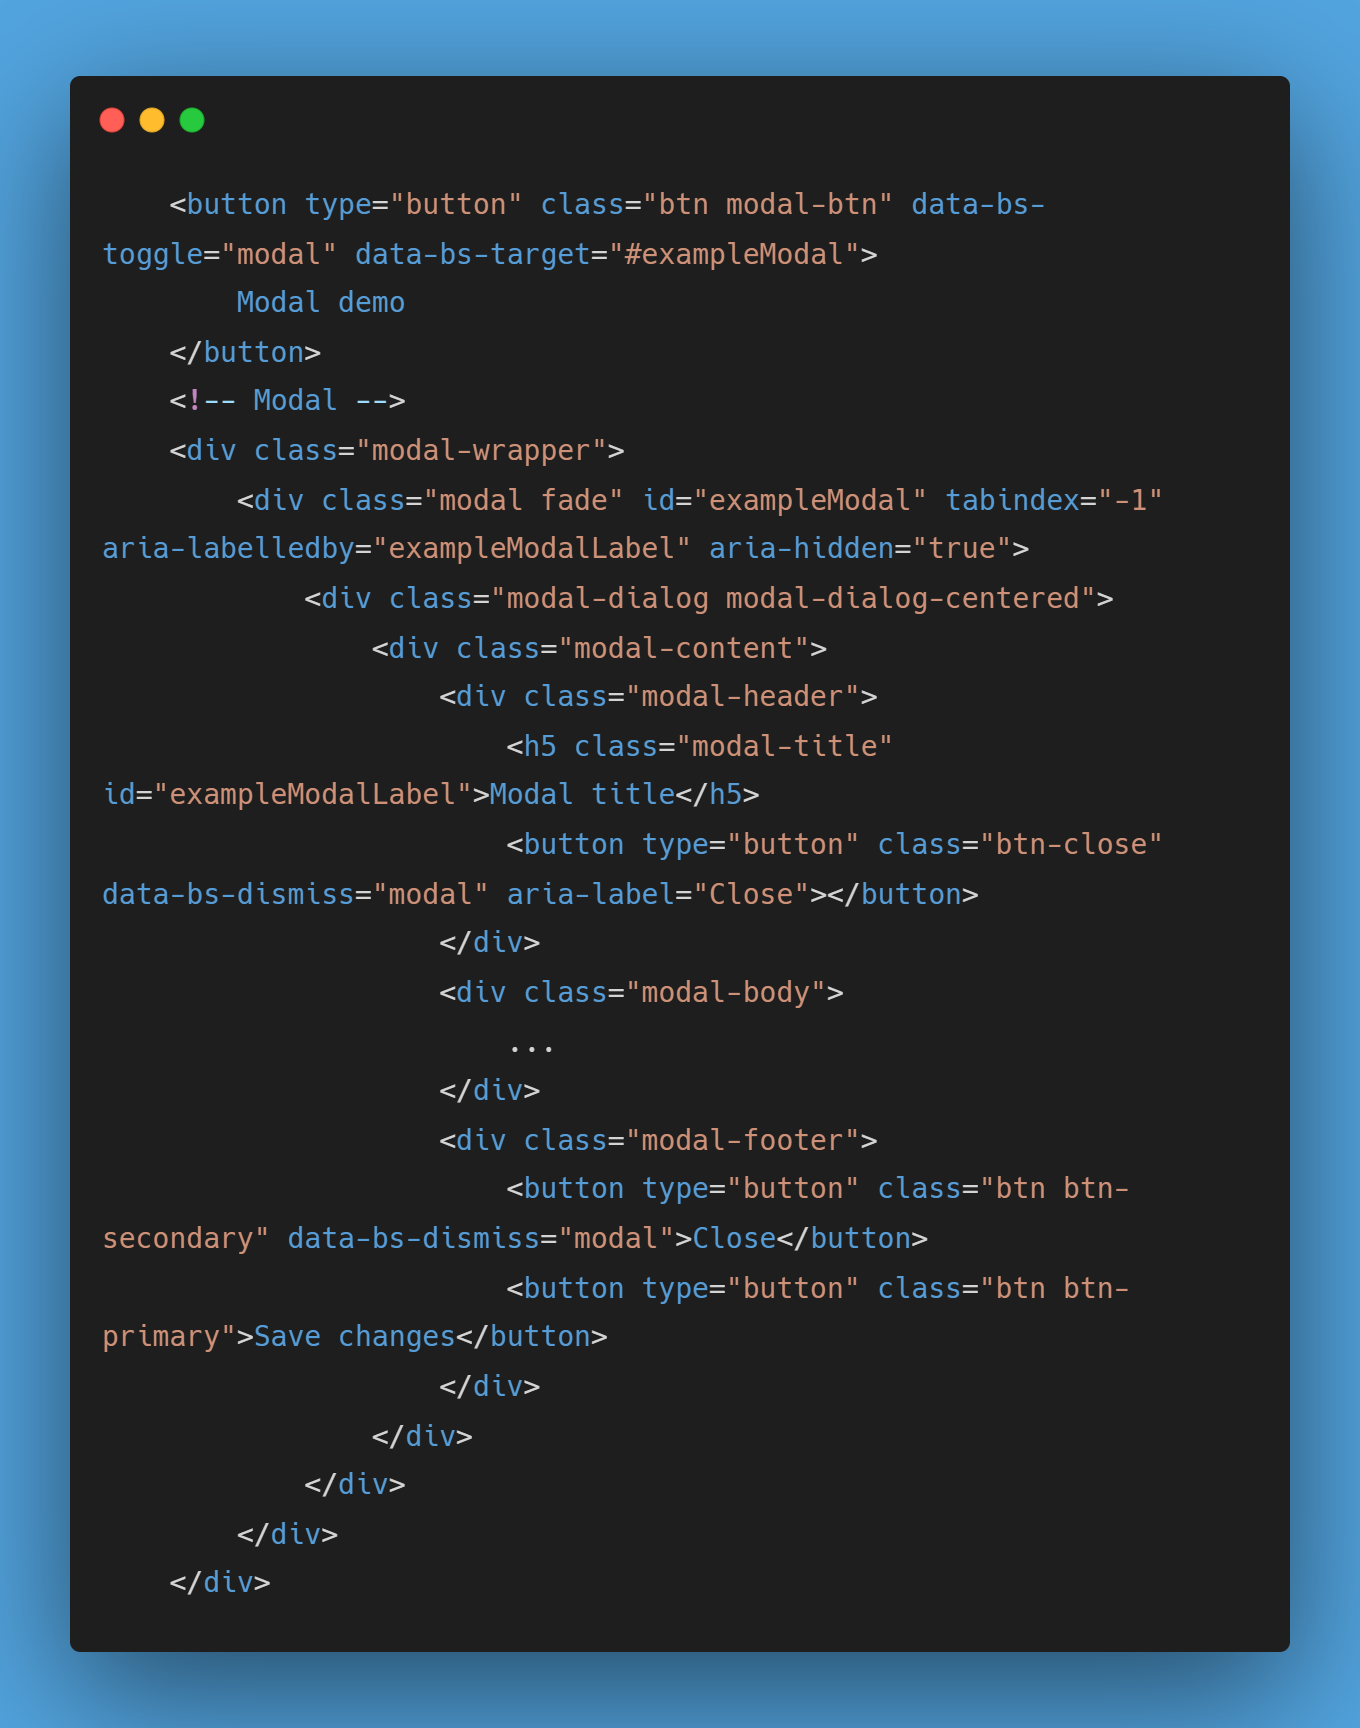 <button type="button" class="btn modal-btn" data-bs-
toggle="modal" data-bs-target="#exampleModal">
Modal demo
</button>
<!-- Modal -->
<div class="modal-wrapper">
<div class="modal fade" id="exampleModal" tabindex="-1"
aria-labelledby="exampleModalLabel" aria-hidden="true">
<div class="modal-dialog modal-dialog-centered">
<div class="modal-content">
<div class="modal-header">
<h5 class="modal-title"
id="exampleModalLabel">Modal title</h5>
<button type="button" class="btn-close"
data-bs-dismiss="modal" aria-label="Close"></button>
</div>
<div class="modal-body">
...
</div>
<div class="modal-footer">
<button type="button" class="btn btn-
secondary" data-bs-dismiss="modal">Close</button>
<button type="button" class="btn btn-
primary">Save changes</button>
</div>
</div>
</div>
</div>
</div>